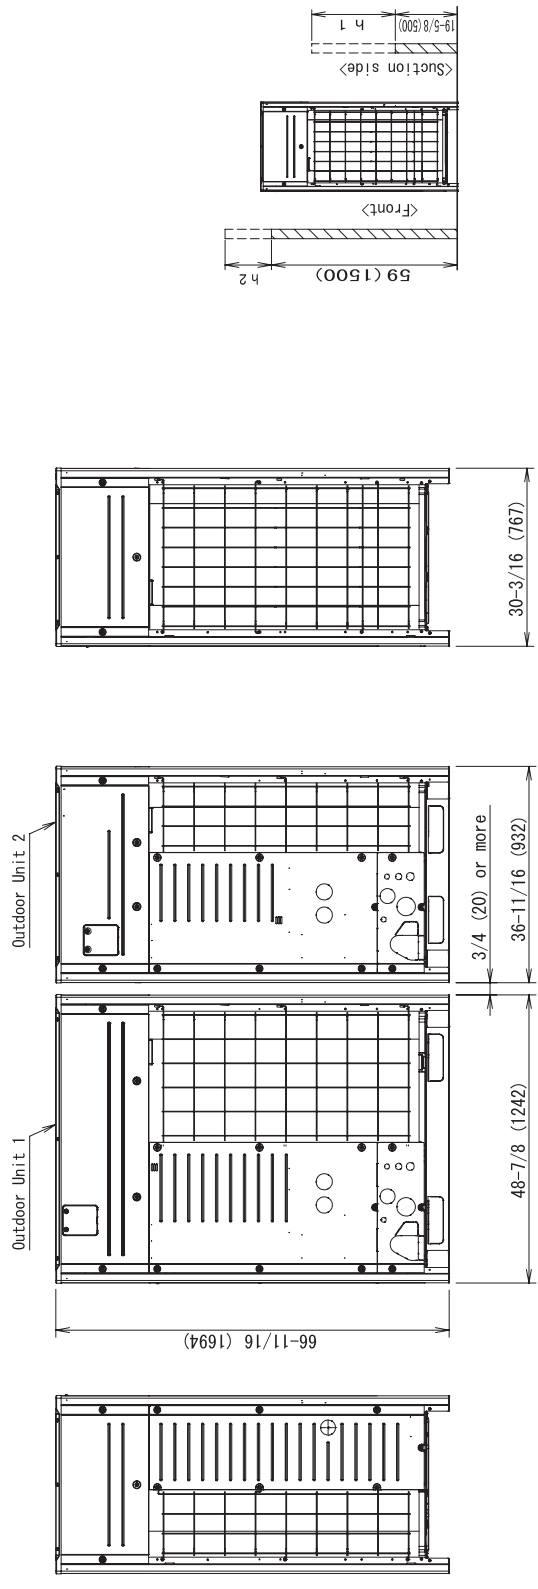 19-5/8(500)
h 1
<Suction side>
<Front>
h 2
59(1500)
30-3/16 (767)
Outdoor Unit 2
3/4 (20) or more
36-11/16 (932)
Outdoor Unit 1
48-7/8 (1242)
66-11/16 (1694)